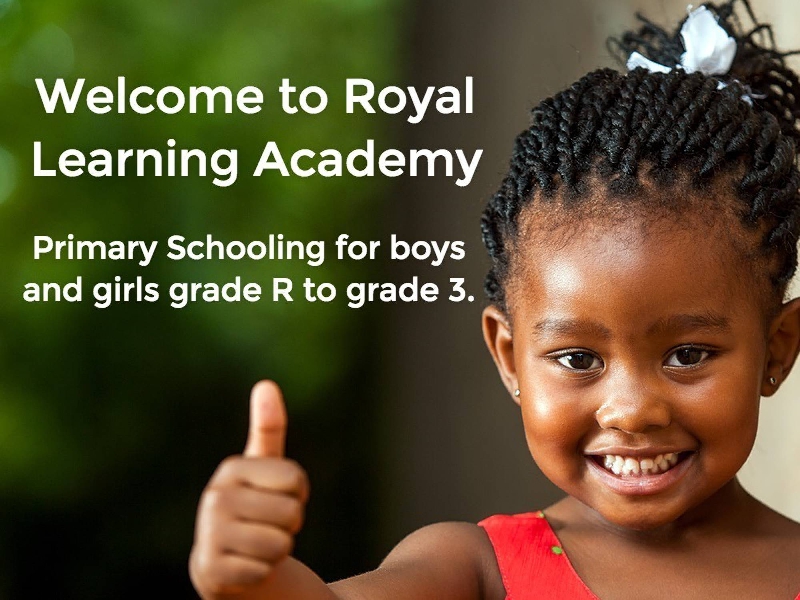 Welcome to Royal
Learning Academy
Primary Schooling for boys
and girls grade R to grade 3.